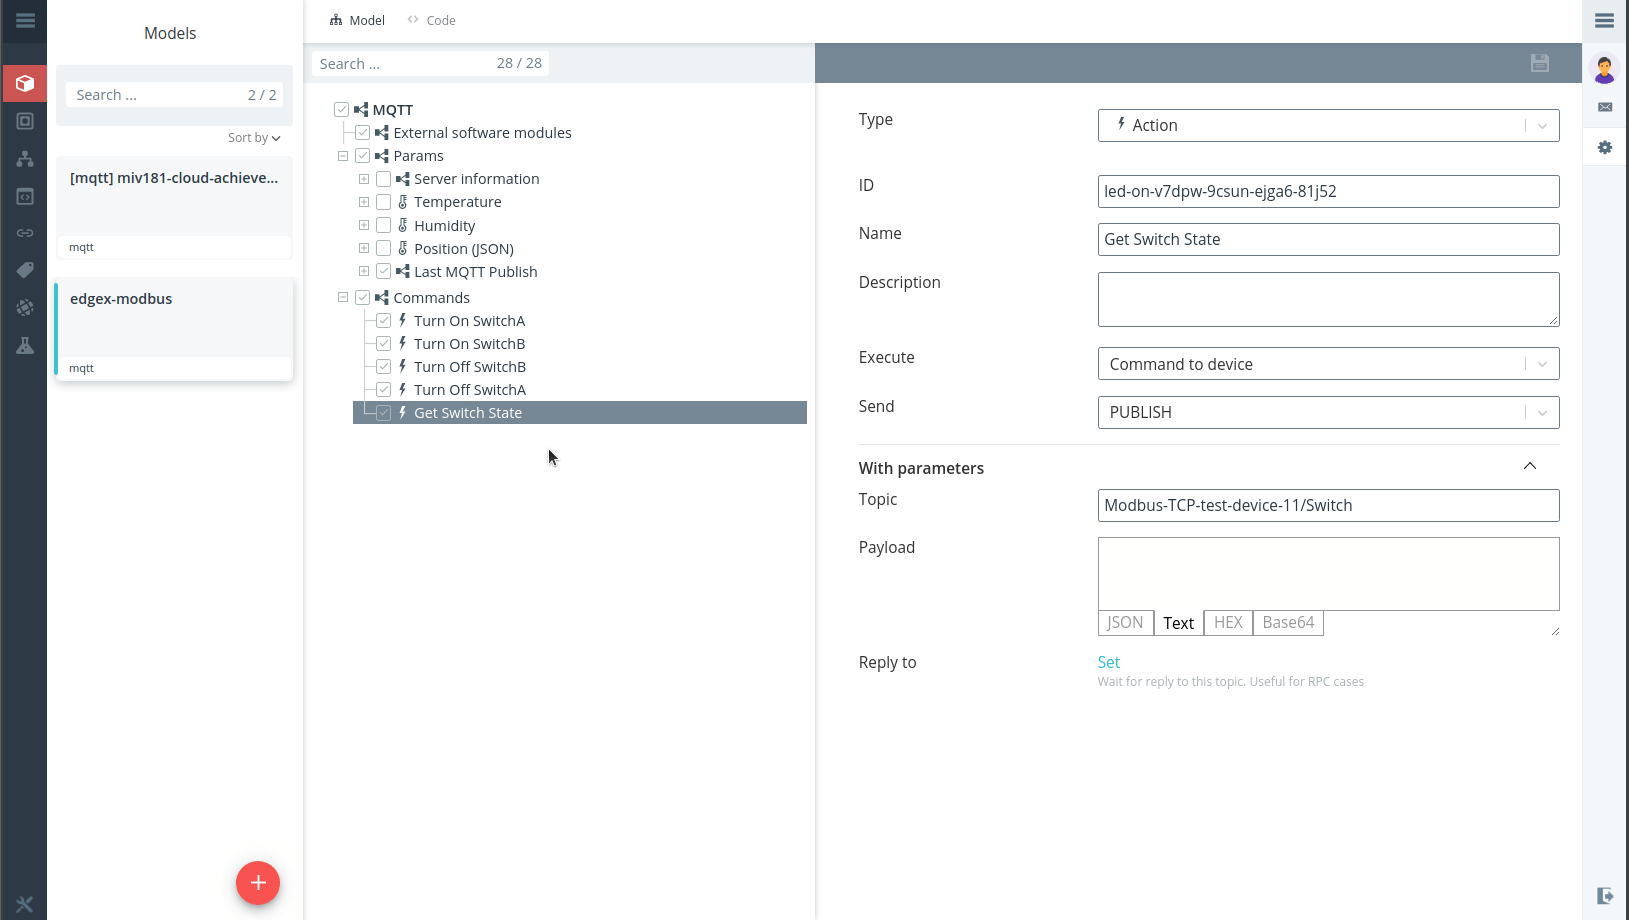 Models
Search ... 2 / 2
Sort by
[mqtt] miv181-cloud-achieve...
mqtt
edgex-modbus
mqtt
Model Code
Search ... 28 / 28
MQTT
External software modules
Params
Server information
Temperature
Humidity
Position (JSON)
Last MQTT Publish
Commands
Turn On SwitchA
Turn On SwitchB
Turn Off SwitchB
Turn Off SwitchA
Get Switch State
Type Action
ID led-on-v7dpw-9csun-ejga6-81j52
Name Get Switch State
Description
Execute Command to device
Send PUBLISH
With parameters
Topic Modbus-TCP-test-device-11/Switch
Payload
JSON Text HEX Base64
Reply to Set
Wait for reply to this topic. Useful for RPC cases